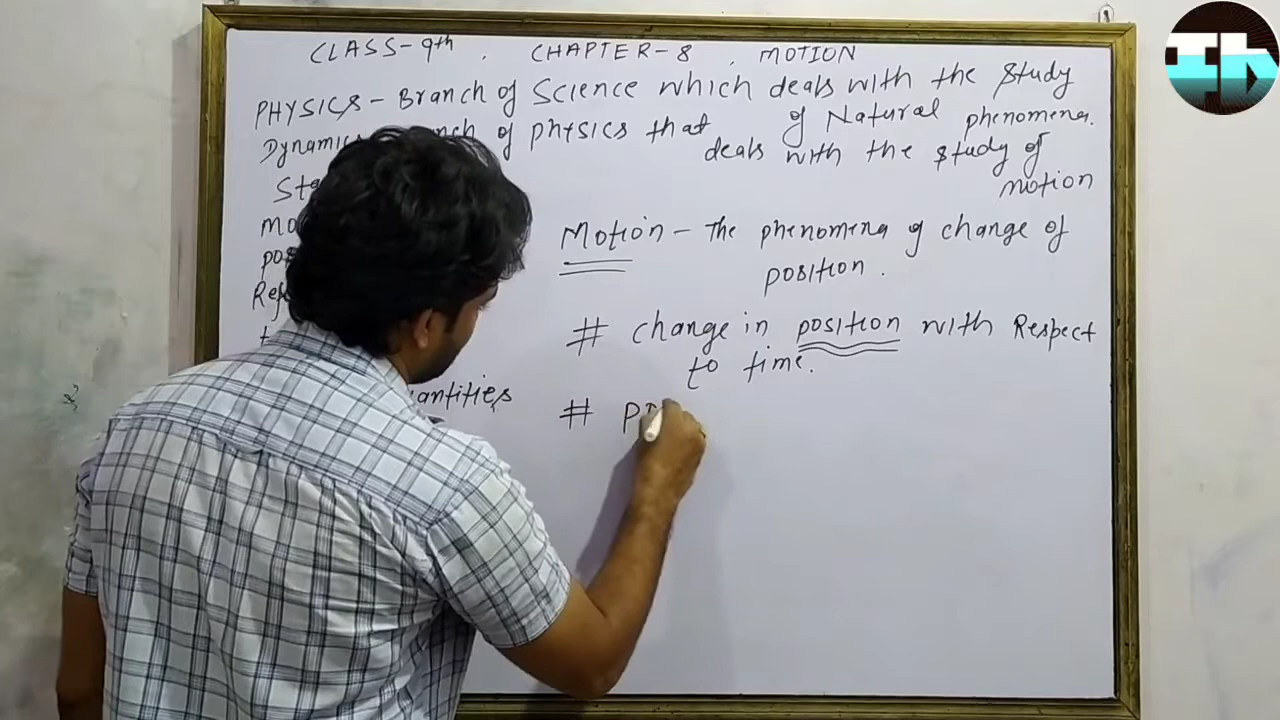 CLASS-9th, CHAPTER-8, MOTION
PHYSICS - Branch of Science which deals with the study
of Natural phenomena.
Dynamics of physics that
deals with the study of
motion
Motion - The phenomena of change of
position.
# change in position with Respect
to time.
# po